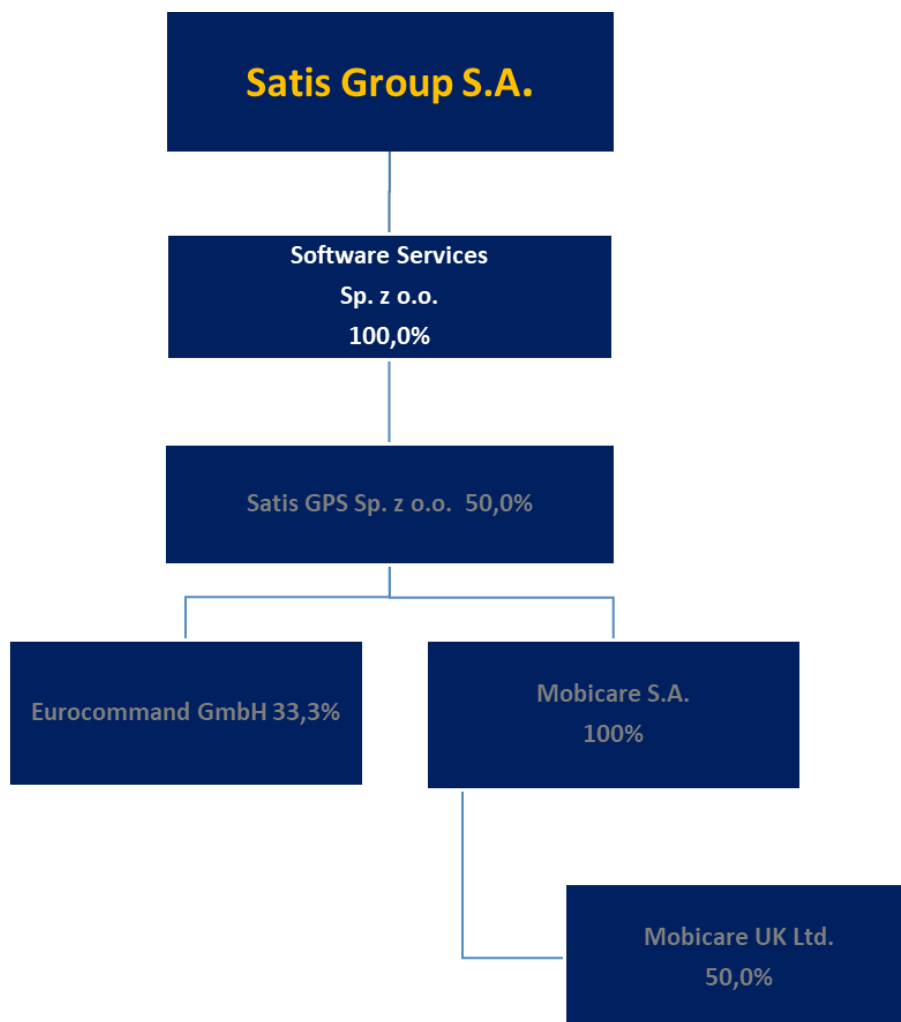 Satis Group S.A.
Software Services
Sp. z o.o.
100,0%
Satis GPS Sp. z o.o.  50,0%
Eurocommand GmbH 33,3%
Mobicare S.A.
100%
Mobicare UK Ltd.
50,0%